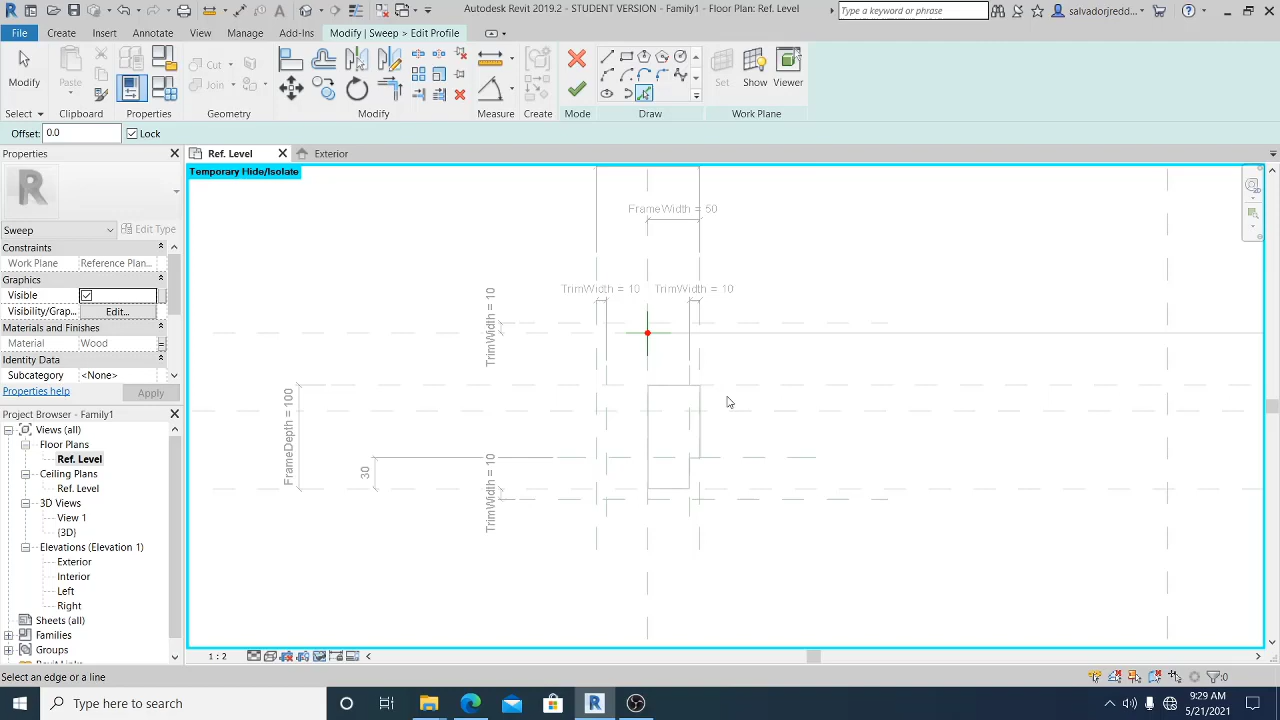 Autodesk Revit 2019.2 - STUDENT VERSION - Family1 - Floor Plan: Ref. Level
Type a keyword or phrase
salvadorjredd...
File Create Insert Annotate View Manage Add-Ins Modify | Sweep > Edit Profile
Modify
Paste
Cut
Join
Create
Set
Show
Viewer
Select
Clipboard
Properties
Geometry
Modify
Measure
Create
Mode
Draw
Work Plane
Offset: 0.0
Lock
Properties
Ref. Level
Exterior
Temporary Hide/Isolate
Sweep
Edit Type
Constraints
Work Plane
Reference Plan...
Graphics
Visible
Visibility/Grap...
Edit...
Materials and Finishes
Material
Wood
Identity Data
Subcategory
<None>
Properties help
Apply
Project Browser - Family1
Views (all)
Floor Plans
Ref. Level
Ceiling Plans
Ref. Level
3D Views
View 1
{3D}
Elevations (Elevation 1)
Exterior
Interior
Left
Right
Sheets (all)
Families
Groups
FrameWidth = 50
TrimWidth = 10
TrimWidth = 10
TrimWidth = 10
FrameDepth = 100
30
TrimWidth = 10
1 : 2
Select an edge or a line
:0
Type here to search
9:29 AM
5/21/2021